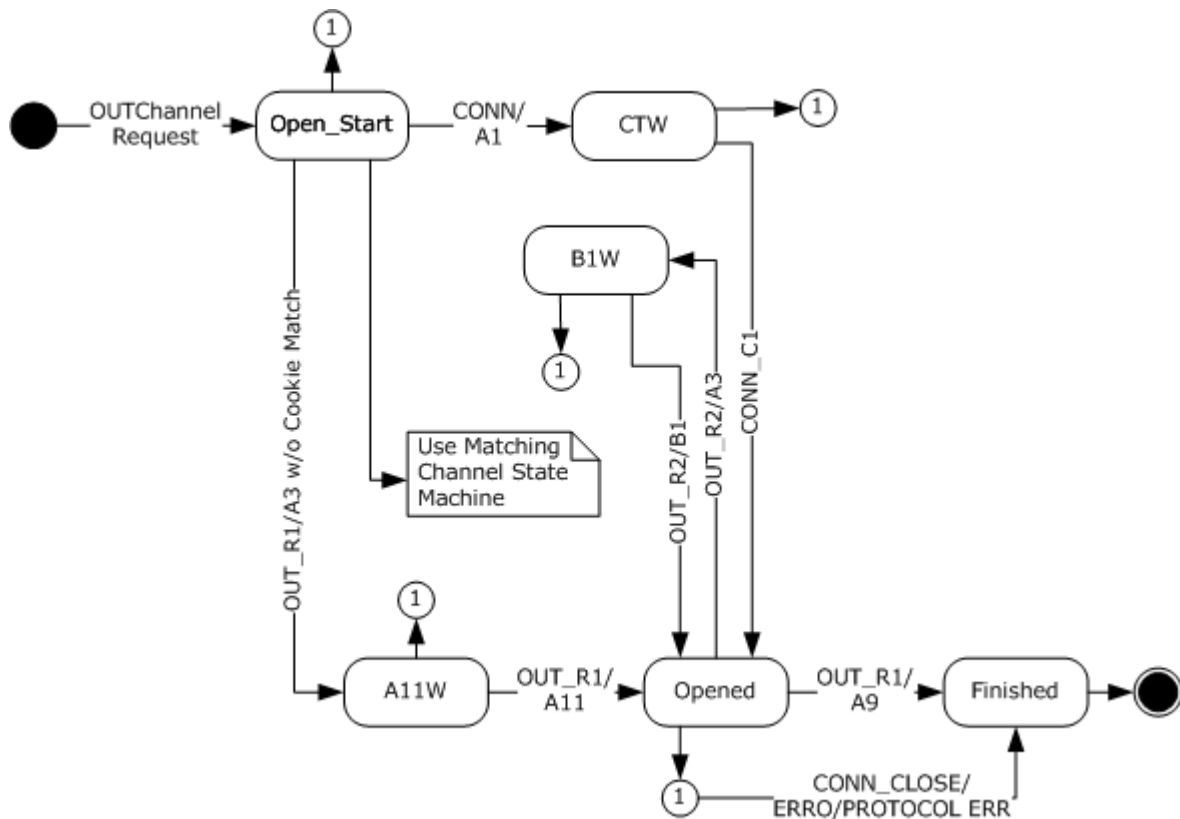 1
OUTChannel
Request
Open_Start
CONN/
A1
CTW
1
B1W
1
OUT_R1/A3 w/o Cookie Match
Use Matching
Channel State
Machine
OUT_R2/B1
OUT_R2/A3
CONN_C1
1
A11W
OUT_R1/
A11
Opened
OUT_R1/
A9
Finished
1
CONN_CLOSE/
ERRO/PROTOCOL ERR